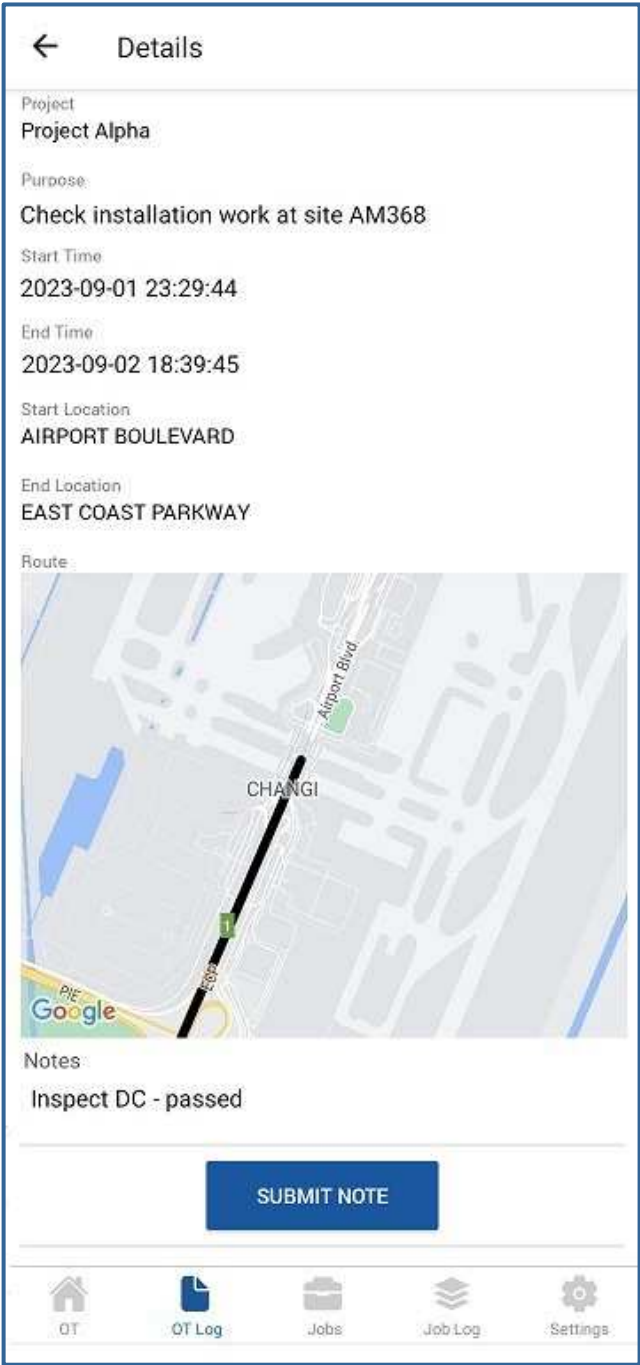 Details
Project
Project Alpha
Purpose
Check installation work at site AM368
Start Time
2023-09-01 23:29:44
End Time
2023-09-02 18:39:45
Start Location
AIRPORT BOULEVARD
End Location
EAST COAST PARKWAY
Route
Airport Blvd
CHANGI
1
ECP
PIE
Google
Notes
Inspect DC - passed
SUBMIT NOTE
OT
OT Log
Jobs
Job Log
Settings